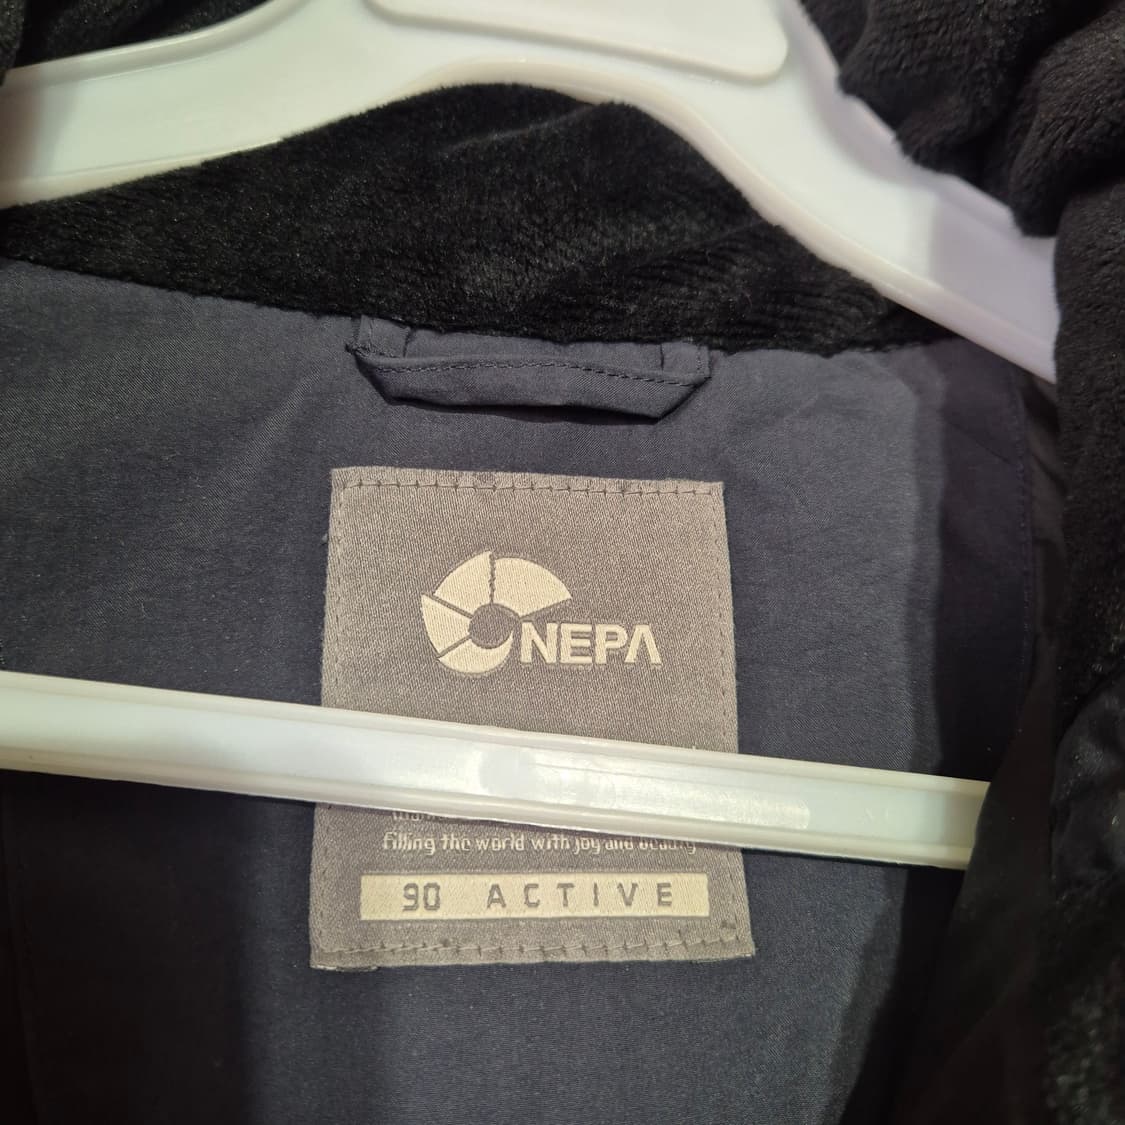 NEPA
filling the world with joy and beauty
90 ACTIVE